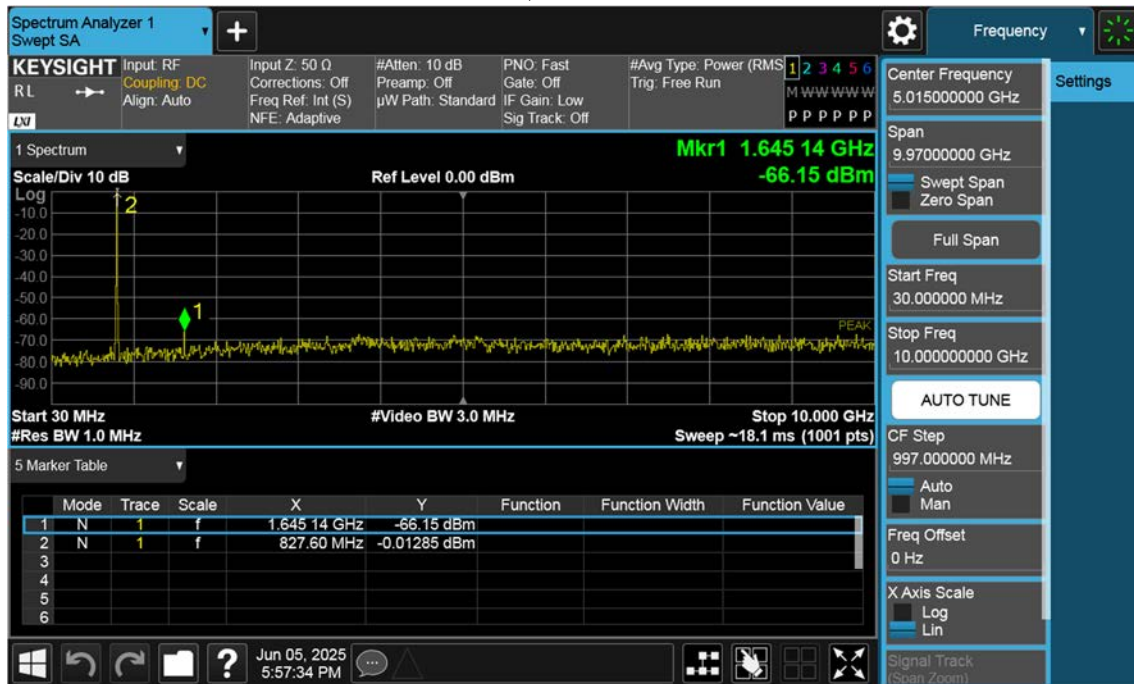 Spectrum Analyzer 1
Swept SA
+
Frequency
KEYSIGHT
RL
LXI
Input: RF
Coupling: DC
Align: Auto
Input Z: 50 Ω
Corrections: Off
Freq Ref: Int (S)
NFE: Adaptive
#Atten: 10 dB
Preamp: Off
µW Path: Standard
PNO: Fast
Gate: Off
IF Gain: Low
Sig Track: Off
#Avg Type: Power (RMS
Trig: Free Run
1 2 3 4 5 6
M W W W W W
P P P P P P
1 Spectrum
Mkr1 1.645 14 GHz
-66.15 dBm
Scale/Div 10 dB
Ref Level 0.00 dBm
Log
-10.0
-20.0
-30.0
-40.0
-50.0
-60.0
-70.0
-80.0
-90.0
2
1
PEAK
Start 30 MHz
#Video BW 3.0 MHz
Stop 10.000 GHz
#Res BW 1.0 MHz
Sweep ~18.1 ms (1001 pts)
5 Marker Table
Mode Trace Scale X Y Function Function Width Function Value
1 N 1 f 1.645 14 GHz -66.15 dBm
2 N 1 f 827.60 MHz -0.01285 dBm
3
4
5
6
Jun 05, 2025
5:57:34 PM
?
Center Frequency
5.015000000 GHz
Span
9.97000000 GHz
Swept Span
Zero Span
Full Span
Start Freq
30.000000 MHz
Stop Freq
10.000000000 GHz
AUTO TUNE
CF Step
997.000000 MHz
Auto
Man
Freq Offset
0 Hz
X Axis Scale
Log
Lin
Signal Track
(Span Zoom)
Settings